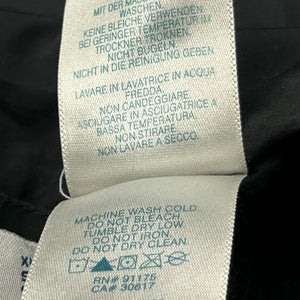 MIT DER MASCHINE
WASCHEN.
KEINE BLEICHE VERWENDEN.
BEI GERINGER TEMPERATUR IM
TROCKNER TROCKNEN.
NICHT BUGELN.
NICHT IN DIE REINIGUNG GEBEN
LAVARE IN LAVATRICE IN ACQUA
FREDDA.
NON CANDEGGIARE
ASCIUGARE IN ASCIUGATRICE A
BASSA TEMPERATURA.
NON STIRARE.
NON LAVARE A SECCO.
MACHINE WASH COLD.
DO NOT BLEACH.
TUMBLE DRY LOW.
DO NOT IRON.
DO NOT DRY CLEAN.
RN# 91175
CA# 30617